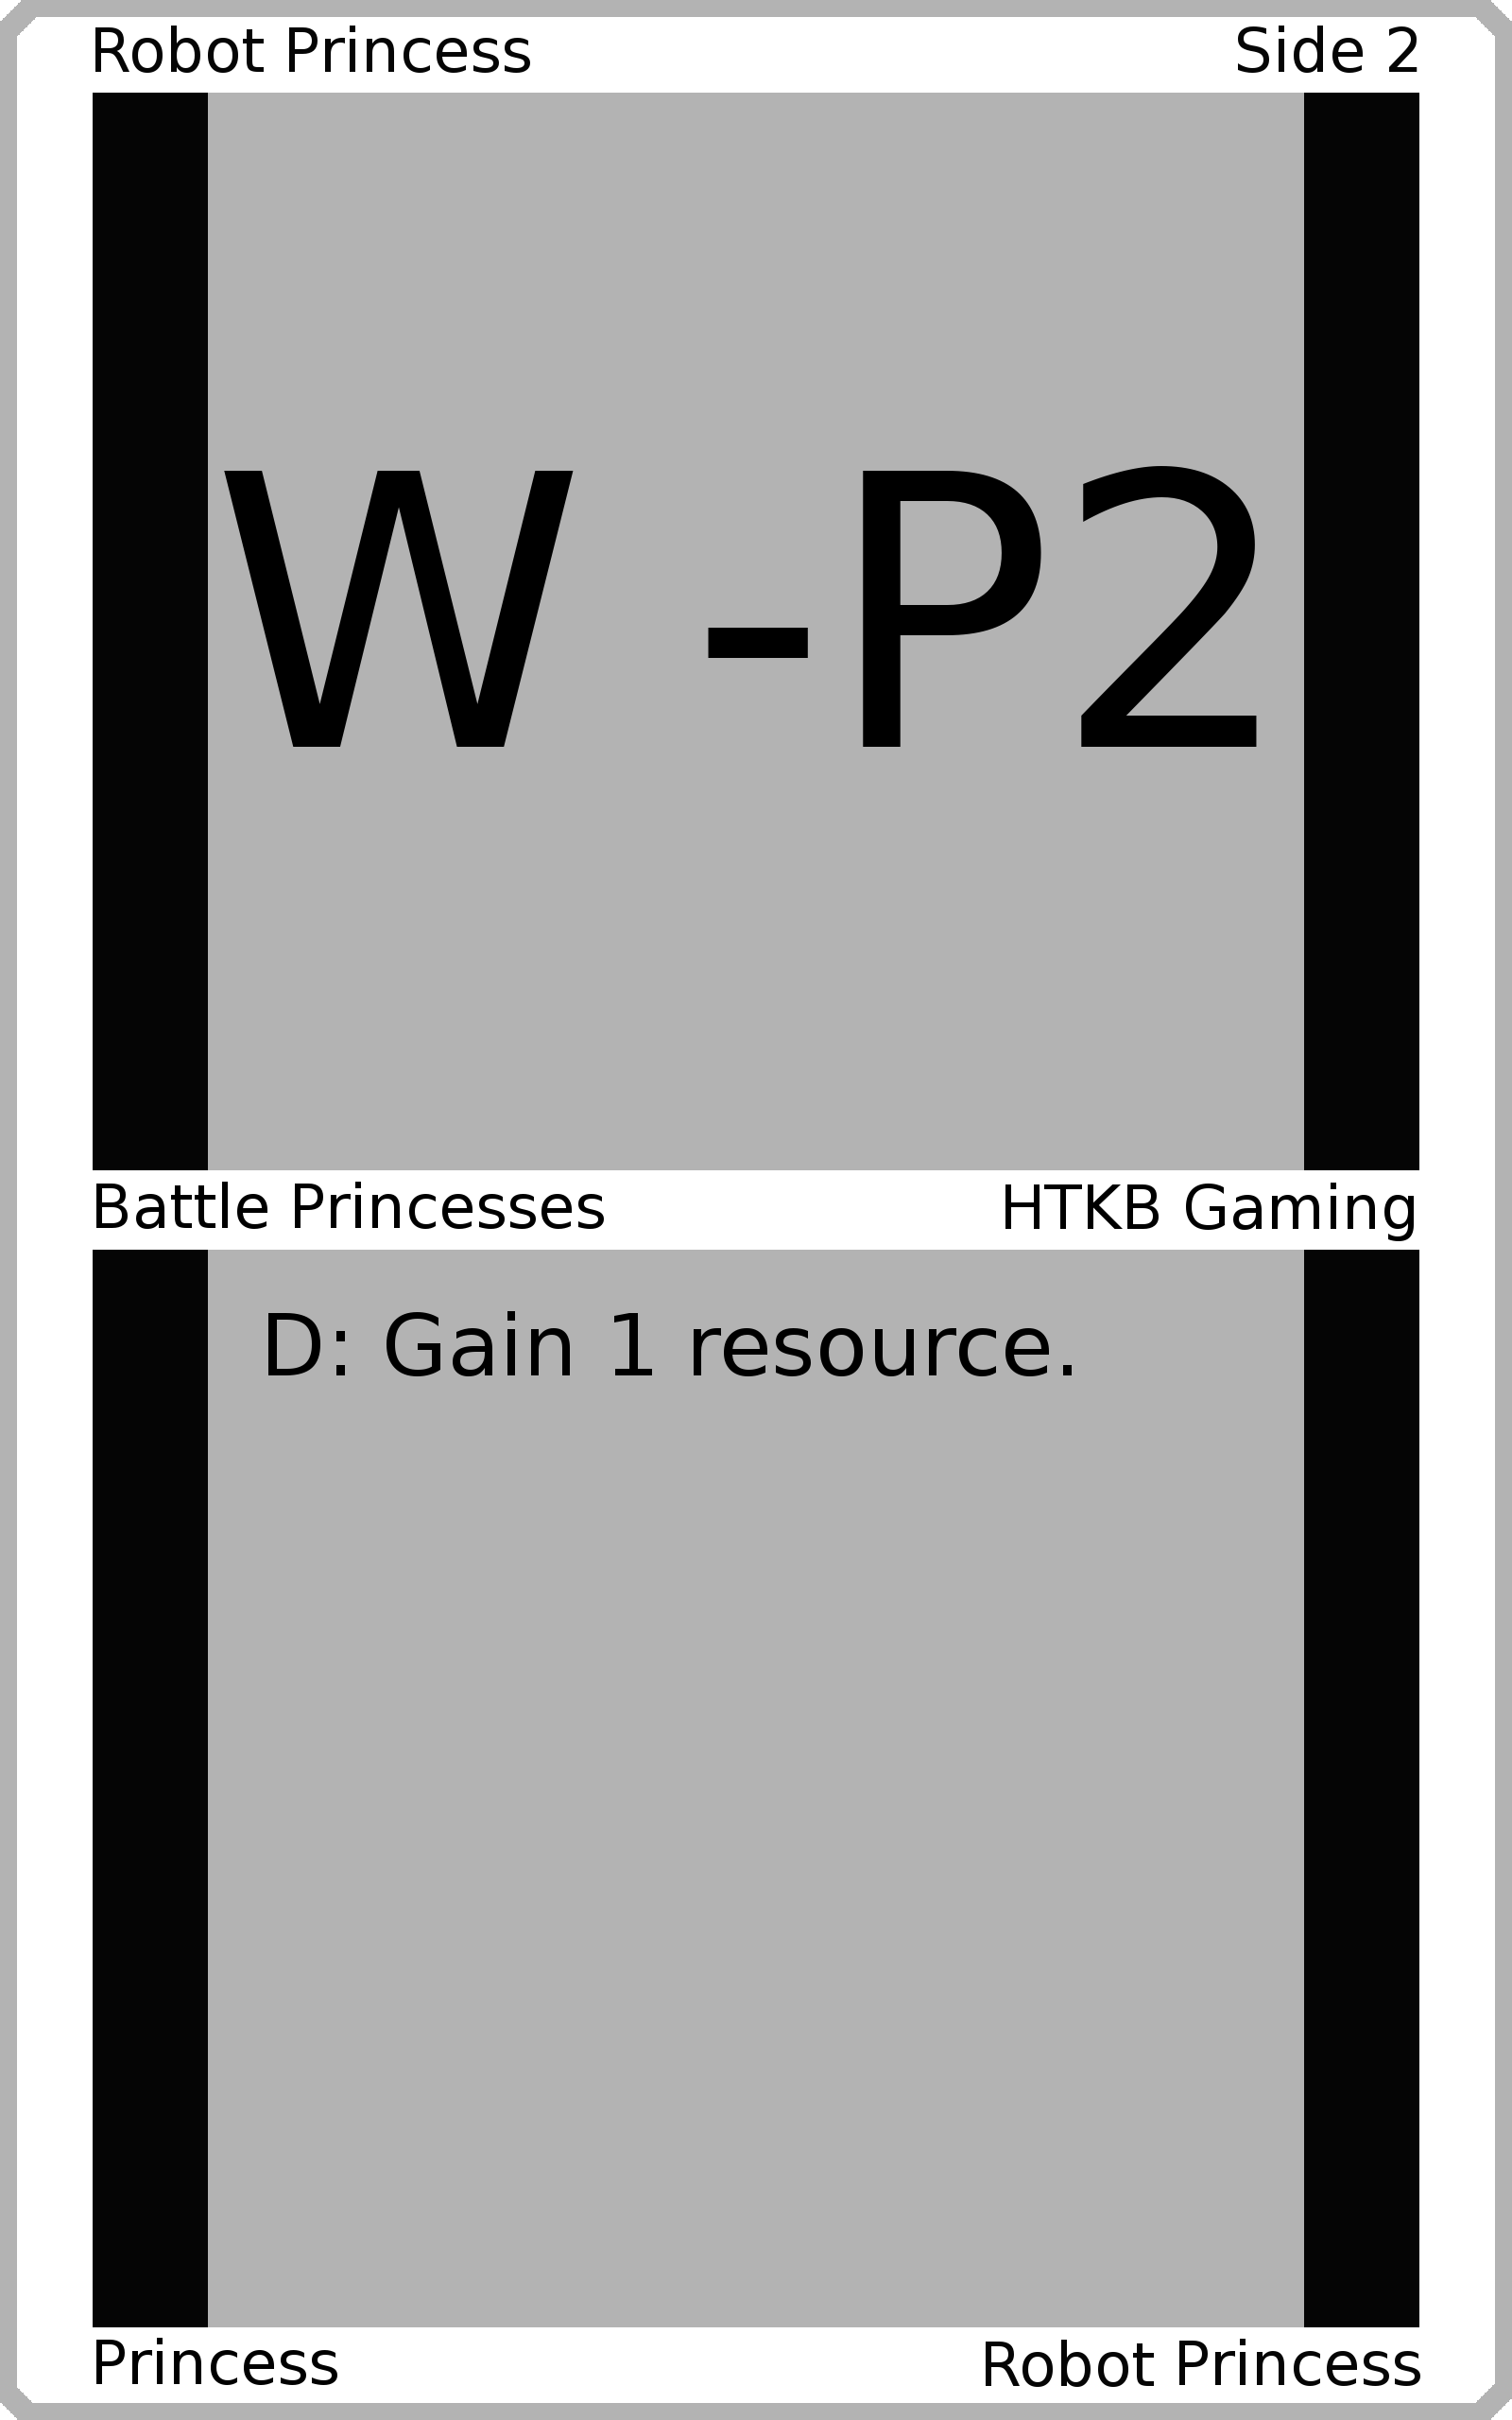 Robot Princess Side 2
W -P2
Battle Princesses HTKB Gaming
D: Gain 1 resource.
Princess Robot Princess